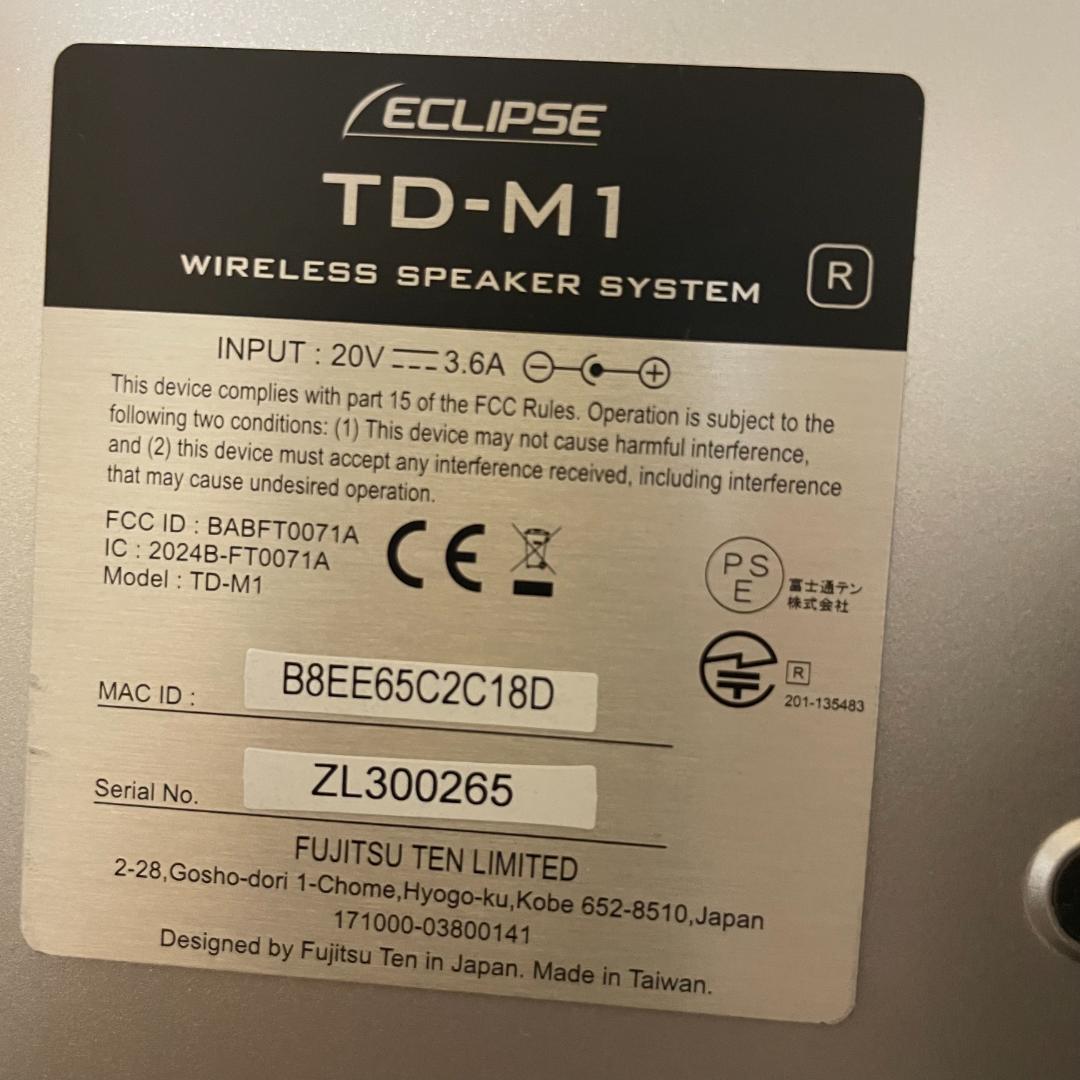 ECLIPSE
TD-M1
WIRELESS SPEAKER SYSTEM
R
INPUT : 20V 3.6A
This device complies with part 15 of the FCC Rules. Operation is subject to the
following two conditions: (1) This device may not cause harmful interference,
and (2) this device must accept any interference received, including interference
that may cause undesired operation.
FCC ID : BABFT0071A
IC : 2024B-FT0071A
Model : TD-M1
CE
PS
E
富士通テン
株式会社
R
201-135483
MAC ID : B8EE65C2C18D
Serial No. ZL300265
FUJITSU TEN LIMITED
2-28,Gosho-dori 1-Chome,Hyogo-ku,Kobe 652-8510,Japan
171000-03800141
Designed by Fujitsu Ten in Japan. Made in Taiwan.